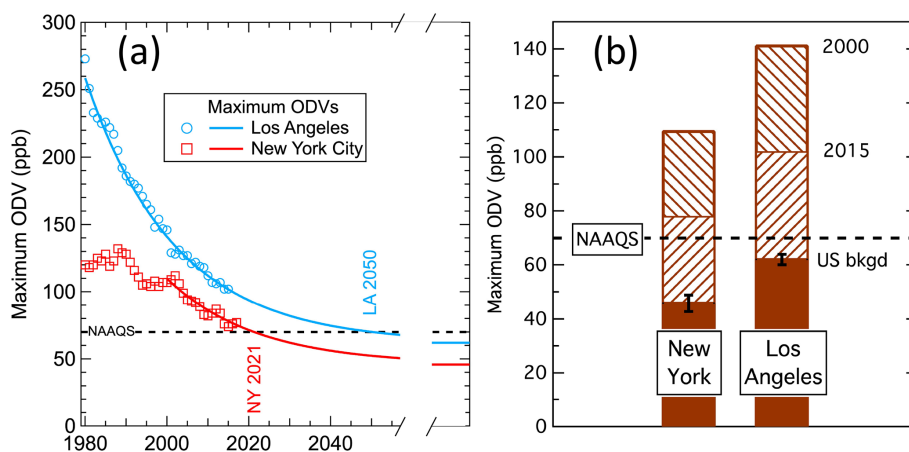 (a)
Maximum ODV (ppb)
300
250
200
150
100
50
0
Maximum ODVs
Los Angeles
New York City
NAAQS
LA 2050
NY 2021
1980
2000
2020
2040
(b)
Maximum ODV (ppb)
140
120
100
80
60
40
20
0
2000
2015
NAAQS
US bkgd
New
York
Los
Angeles